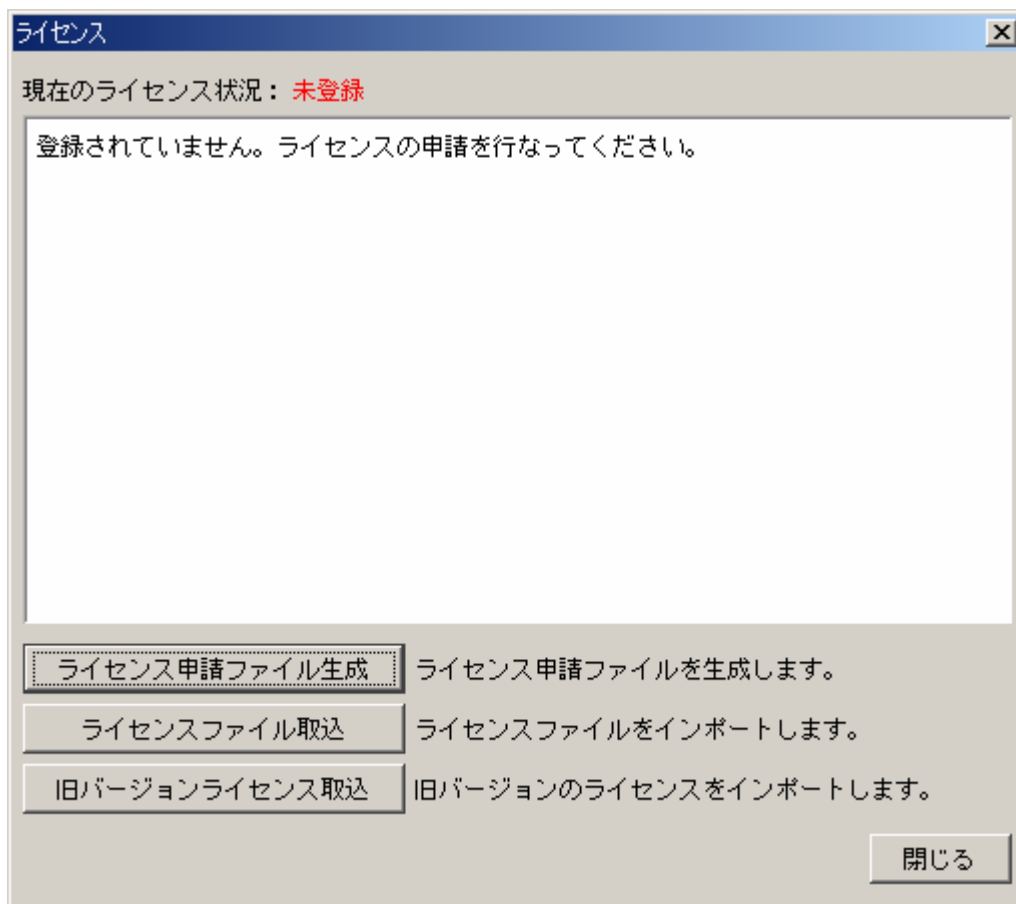 ライセンス
現在のライセンス状況： 未登録
登録されていません。ライセンスの申請を行なってください。
ライセンス申請ファイル生成 ライセンス申請ファイルを生成します。
ライセンスファイル取込 ライセンスファイルをインポートします。
旧バージョンライセンス取込 旧バージョンのライセンスをインポートします。
閉じる